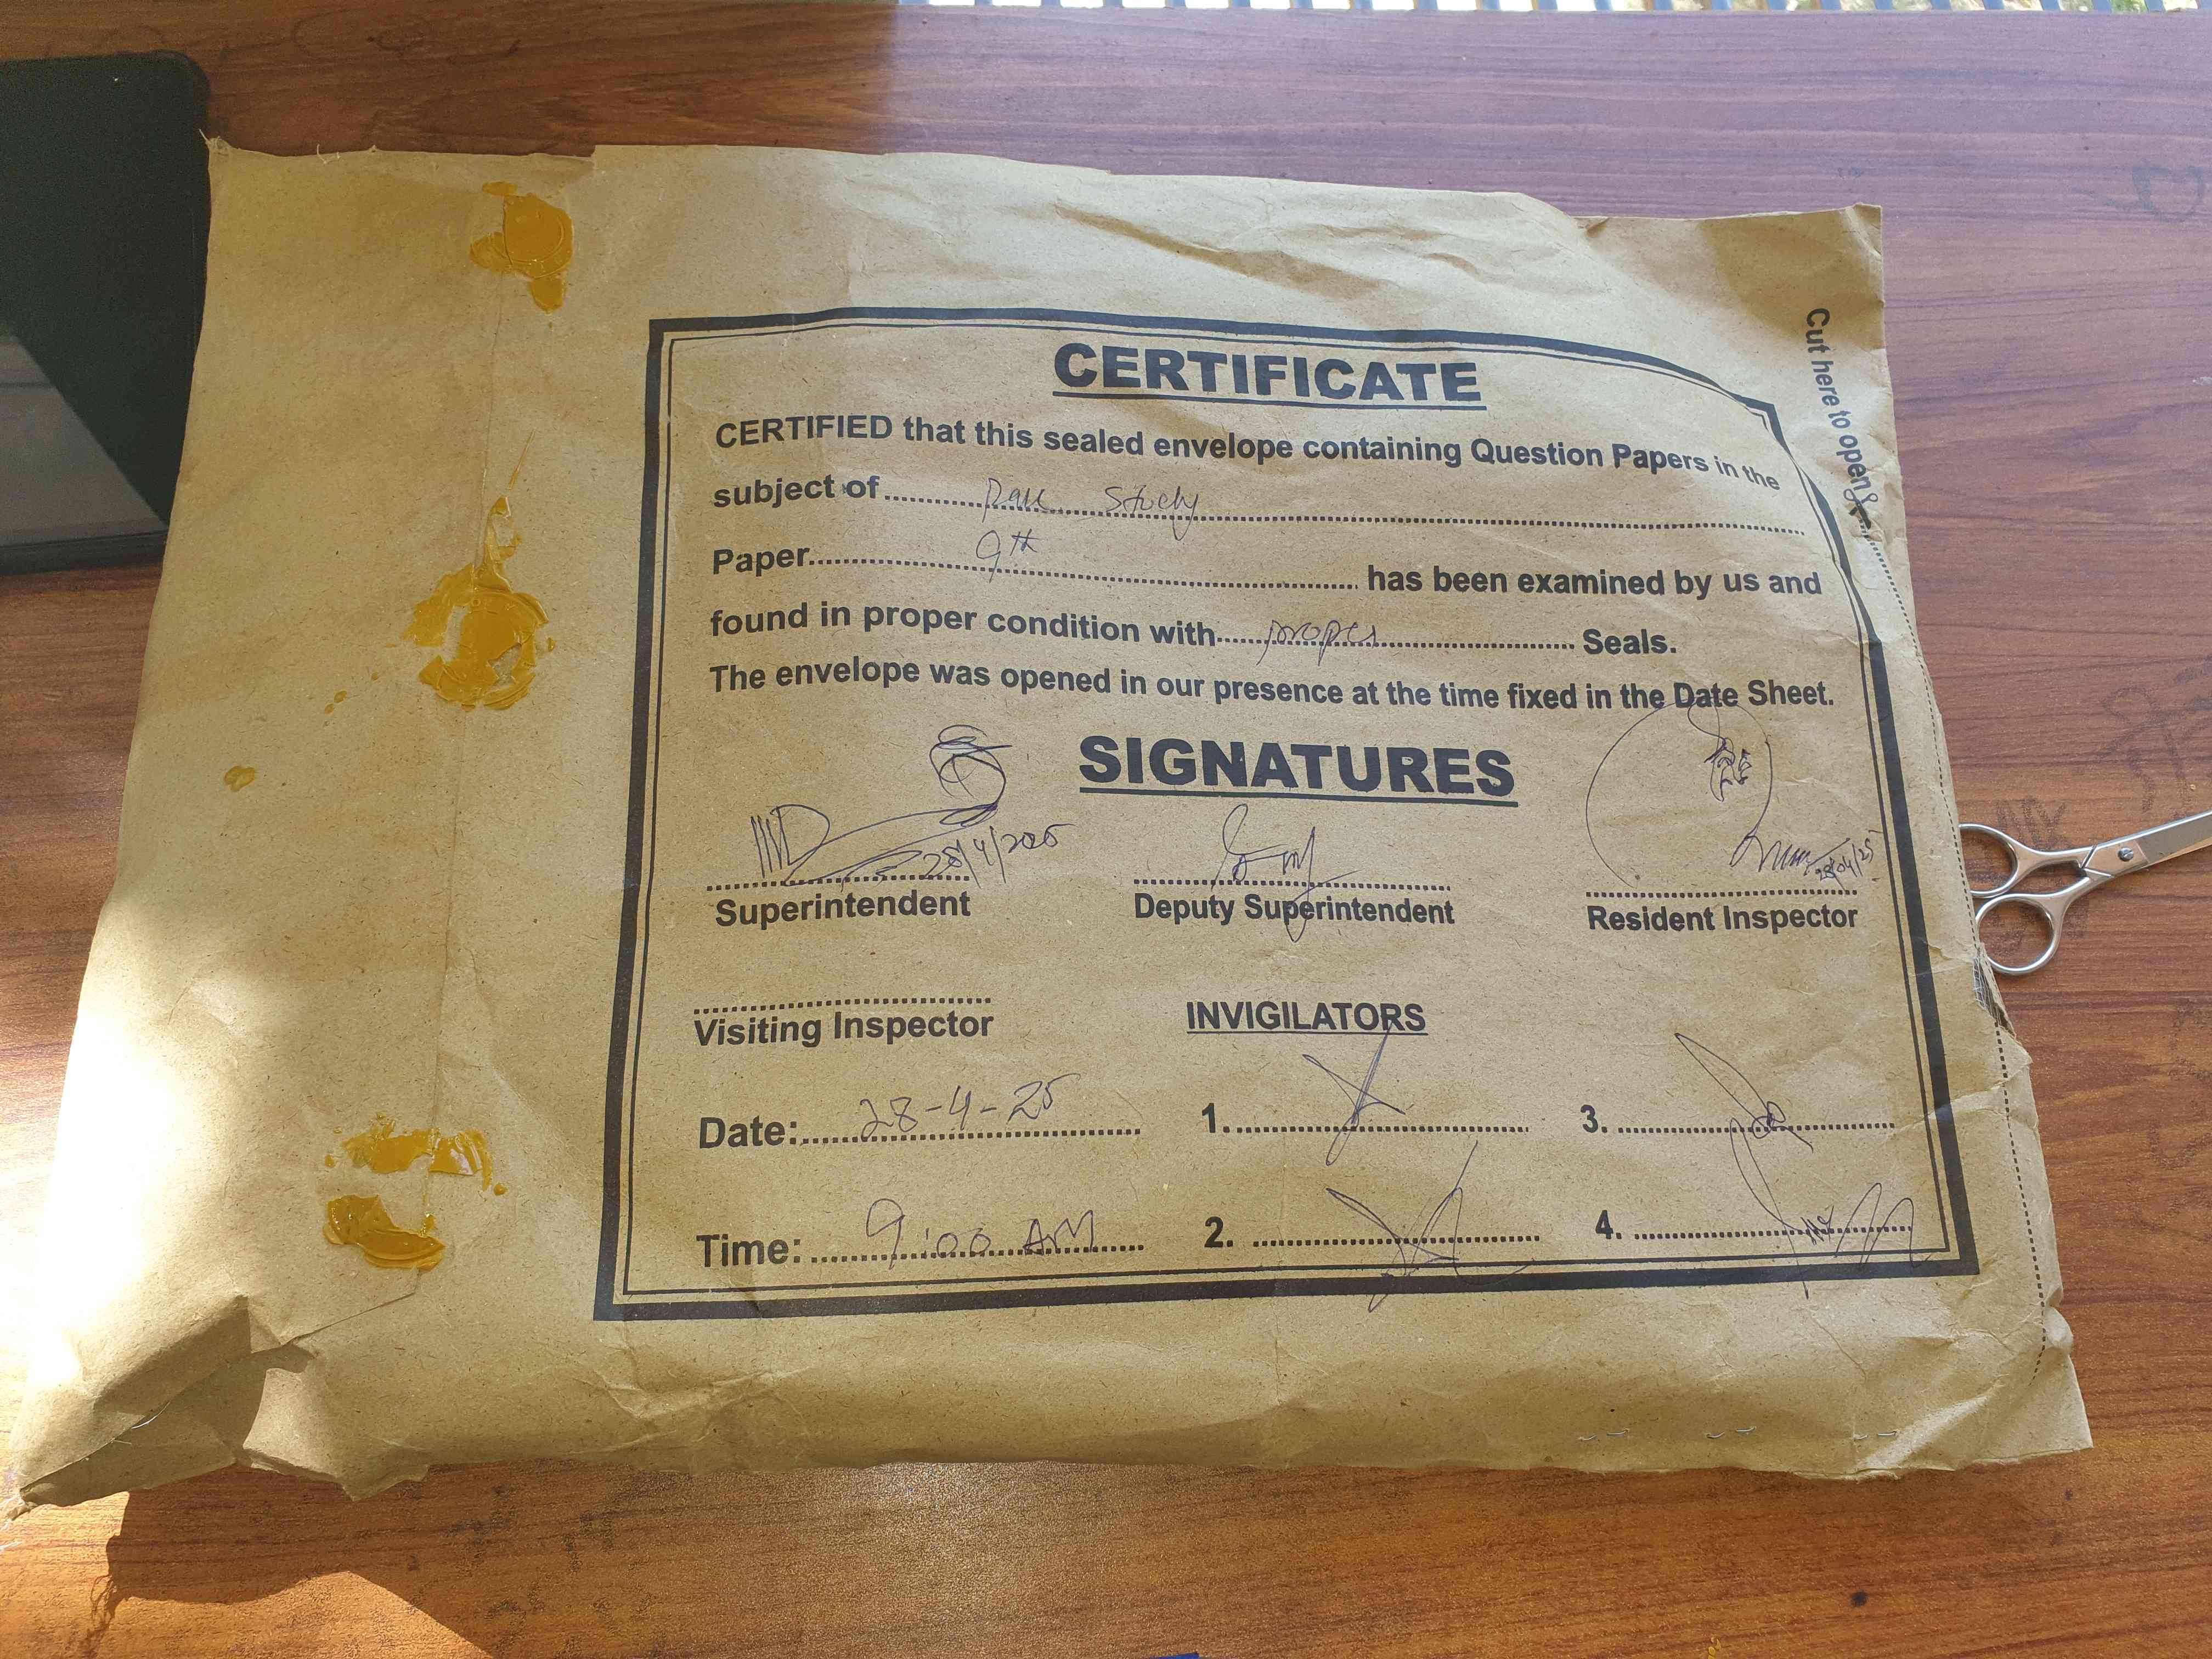 Cut here to open
CERTIFICATE
CERTIFIED that this sealed envelope containing Question Papers in the
subject of Pak Study
Paper 9th has been examined by us and
found in proper condition with proper Seals.
The envelope was opened in our presence at the time fixed in the Date Sheet.
SIGNATURES
28/4/2025
28/04/25
Superintendent Deputy Superintendent Resident Inspector
Visiting Inspector INVIGILATORS
Date: 28-4-25 1. 3.
Time: 9:00 AM 2. 4.